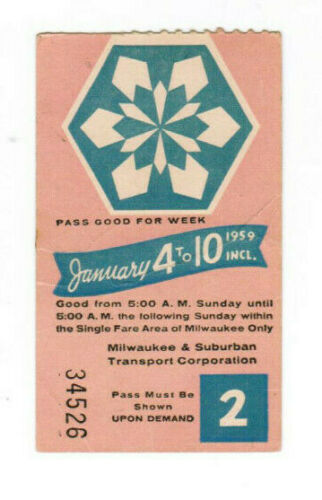 PASS GOOD FOR WEEK
January 4 TO 10 1959 INCL.
Good from 5:00 A. M. Sunday until
5:00 A. M. the following Sunday within
the Single Fare Area of Milwaukee Only
Milwaukee & Suburban
Transport Corporation
34526
Pass Must Be
Shown
UPON DEMAND
2